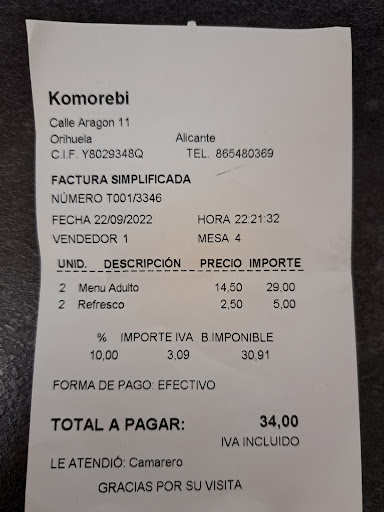 Komorebi
Calle Aragon 11
Orihuela Alicante
C.I.F. Y8029348Q TEL. 865480369
FACTURA SIMPLIFICADA
NÚMERO T001/3346
FECHA 22/09/2022 HORA 22:21:32
VENDEDOR 1 MESA 4
UNID. DESCRIPCIÓN PRECIO IMPORTE
2 Menu Adulto 14,50 29,00
2 Refresco 2,50 5,00
% IMPORTE IVA B.IMPONIBLE
10,00 3,09 30,91
FORMA DE PAGO: EFECTIVO
TOTAL A PAGAR: 34,00
IVA INCLUIDO
LE ATENDIÓ: Camarero
GRACIAS POR SU VISITA